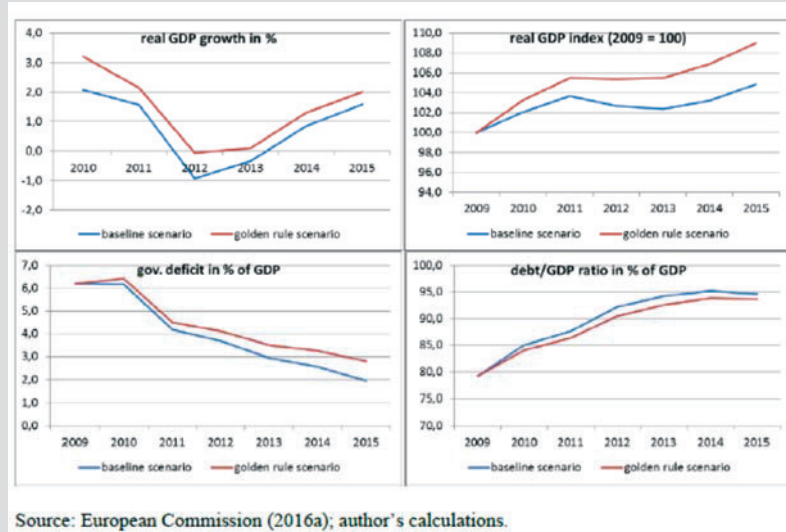 real GDP growth in %
4,0
3,0
2,0
1,0
0,0
-1,0
-2,0
2010 2011 2012 2013 2014 2015
baseline scenario golden rule scenario
real GDP index (2009 = 100)
110,0
108,0
106,0
104,0
102,0
100,0
98,0
96,0
94,0
2009 2010 2011 2012 2013 2014 2015
baseline scenario golden rule scenario
gov. deficit in % of GDP
7,0
6,0
5,0
4,0
3,0
2,0
1,0
0,0
2009 2010 2011 2012 2013 2014 2015
baseline scenario golden rule scenario
debt/GDP ratio in % of GDP
100,0
95,0
90,0
85,0
80,0
75,0
70,0
2009 2010 2011 2012 2013 2014 2015
baseline scenario golden rule scenario
Source: European Commission (2016a); author's calculations.